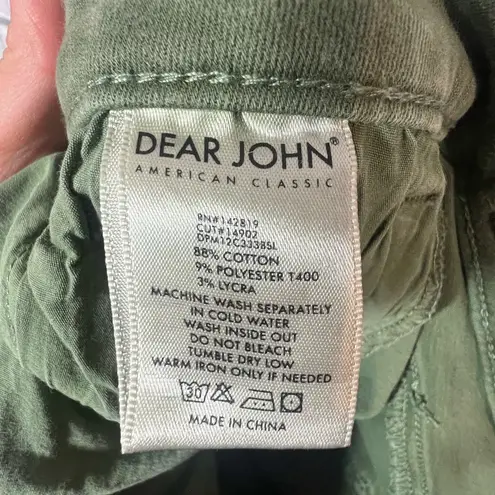 DEAR JOHN®
AMERICAN CLASSIC
RN#142819
CUT#14902
DPM12C333BSL
88% COTTON
9% POLYESTER T400
3% LYCRA
MACHINE WASH SEPARATELY
IN COLD WATER
WASH INSIDE OUT
DO NOT BLEACH
TUMBLE DRY LOW
WARM IRON ONLY IF NEEDED
30
MADE IN CHINA